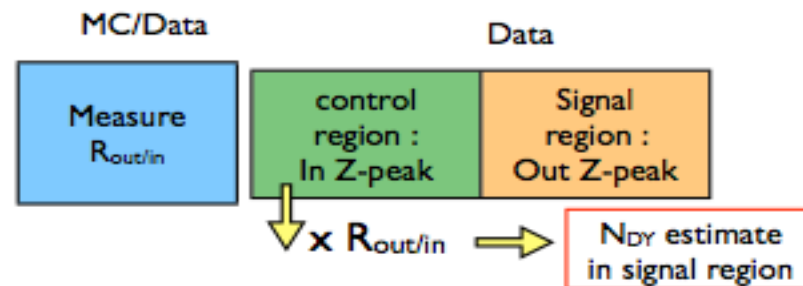 MC/Data
Data
Measure
Rout/in
control
region :
In Z-peak
Signal
region :
Out Z-peak
x Rout/in
NDY estimate
in signal region